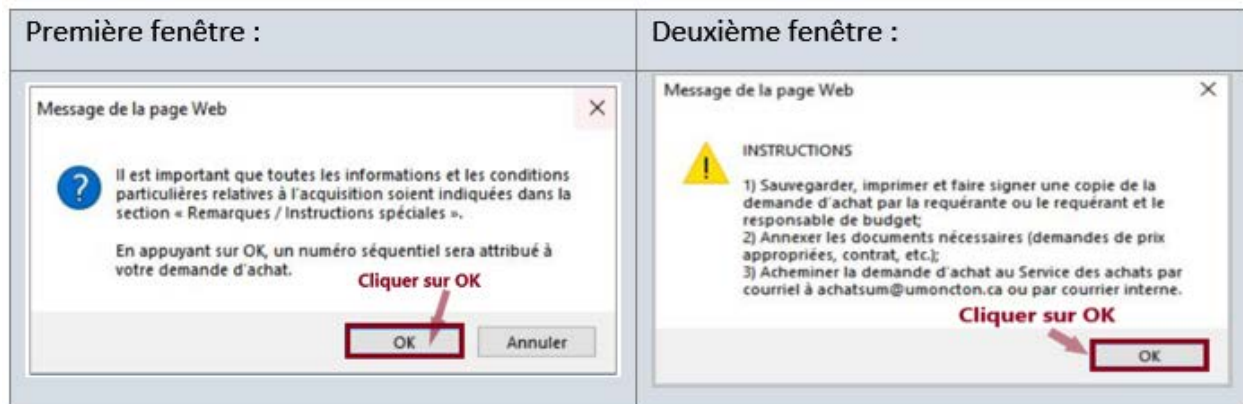 Première fenêtre :
Message de la page Web
Il est important que toutes les informations et les conditions
particulières relatives à l'acquisition soient indiquées dans la
section « Remarques / Instructions spéciales ».
En appuyant sur OK, un numéro séquentiel sera attribué à
votre demande d'achat.
Cliquer sur OK
OK
Annuler
Deuxième fenêtre :
Message de la page Web
INSTRUCTIONS
1) Sauvegarder, imprimer et faire signer une copie de la
demande d'achat par la requérante ou le requérant et le
responsable de budget;
2) Annexer les documents nécessaires (demandes de prix
appropriées, contrat, etc.);
3) Acheminer la demande d'achat au Service des achats par
courriel à achatsum@umoncton.ca ou par courrier interne.
Cliquer sur OK
OK